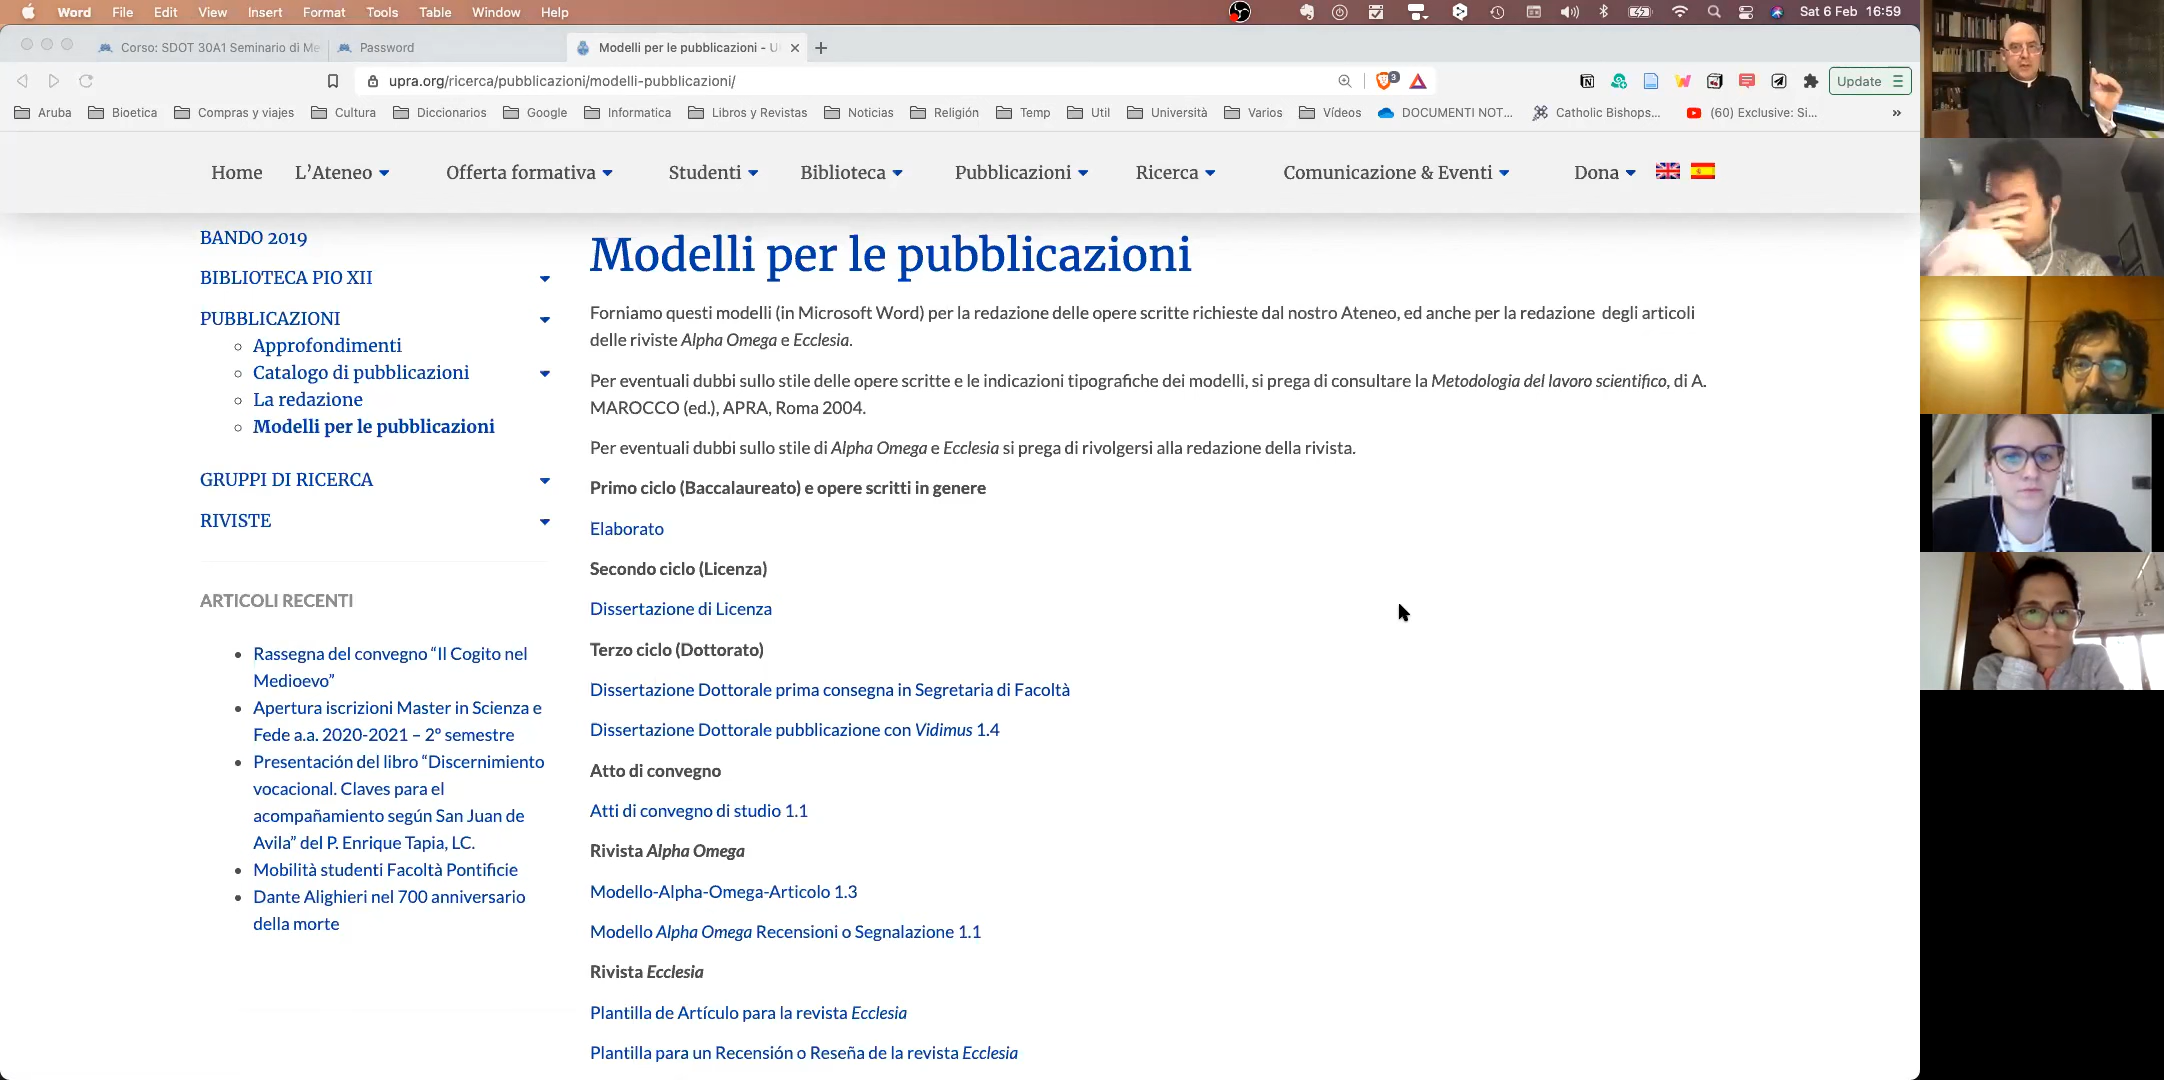 Word File Edit View Insert Format Tools Table Window Help Sat 6 Feb 16:59
Corso: SDOT 30A1 Seminario di Me Password Modelli per le pubblicazioni - U
upra.org/ricerca/pubblicazioni/modelli-pubblicazioni/ 3 Update
Aruba Bioetica Compras y viajes Cultura Diccionarios Google Informatica Libros y Revistas Noticias Religión Temp Util Università Varios Vídeos DOCUMENTI NOT... Catholic Bishops... (60) Exclusive: Si... »
Home L'Ateneo Offerta formativa Studenti Biblioteca Pubblicazioni Ricerca Comunicazione & Eventi Dona
BANDO 2019
BIBLIOTECA PIO XII
PUBBLICAZIONI
Approfondimenti
Catalogo di pubblicazioni
La redazione
Modelli per le pubblicazioni
GRUPPI DI RICERCA
RIVISTE
ARTICOLI RECENTI
Rassegna del convegno “Il Cogito nel
Medioevo”
Apertura iscrizioni Master in Scienza e
Fede a.a. 2020-2021 – 2° semestre
Presentación del libro “Discernimiento
vocacional. Claves para el
acompañamiento según San Juan de
Avila” del P. Enrique Tapia, LC.
Mobilità studenti Facoltà Pontificie
Dante Alighieri nel 700 anniversario
della morte
Modelli per le pubblicazioni
Forniamo questi modelli (in Microsoft Word) per la redazione delle opere scritte richieste dal nostro Ateneo, ed anche per la redazione degli articoli
delle riviste Alpha Omega e Ecclesia.
Per eventuali dubbi sullo stile delle opere scritte e le indicazioni tipografiche dei modelli, si prega di consultare la Metodologia del lavoro scientifico, di A.
MAROCCO (ed.), APRA, Roma 2004.
Per eventuali dubbi sullo stile di Alpha Omega e Ecclesia si prega di rivolgersi alla redazione della rivista.
Primo ciclo (Baccalaureato) e opere scritti in genere
Elaborato
Secondo ciclo (Licenza)
Dissertazione di Licenza
Terzo ciclo (Dottorato)
Dissertazione Dottorale prima consegna in Segretaria di Facoltà
Dissertazione Dottorale pubblicazione con Vidimus 1.4
Atto di convegno
Atti di convegno di studio 1.1
Rivista Alpha Omega
Modello-Alpha-Omega-Articolo 1.3
Modello Alpha Omega Recensioni o Segnalazione 1.1
Rivista Ecclesia
Plantilla de Artículo para la revista Ecclesia
Plantilla para un Recensión o Reseña de la revista Ecclesia